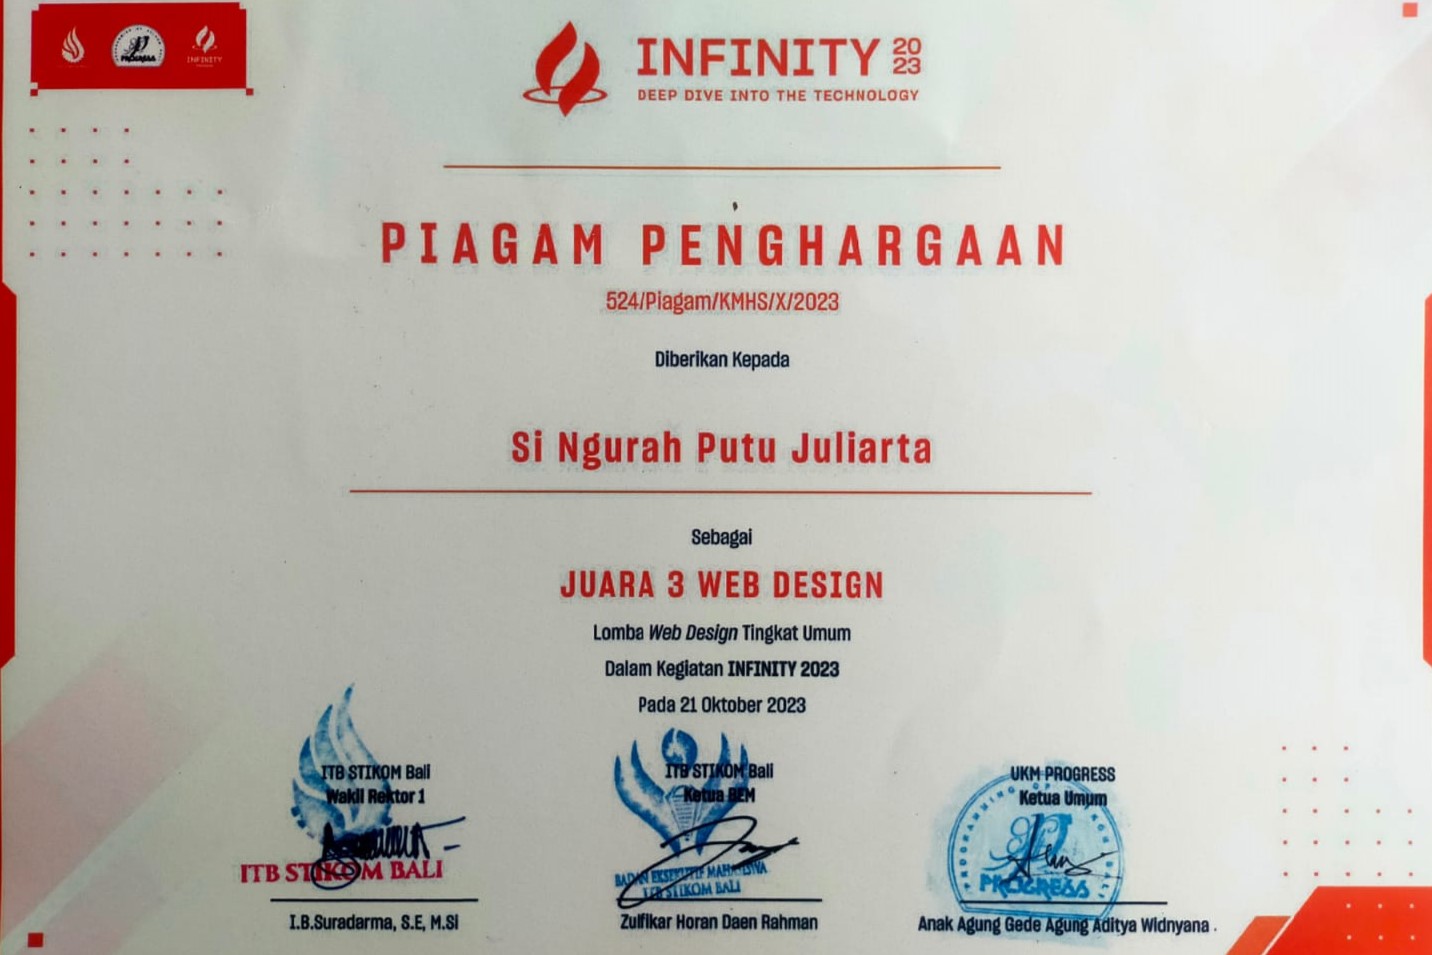 PROGRESS
INFINITY
INFINITY 2023
DEEP DIVE INTO THE TECHNOLOGY
PIAGAM PENGHARGAAN
524/Piagam/KMHS/X/2023
Diberikan Kepada
Si Ngurah Putu Juliarta
Sebagai
JUARA 3 WEB DESIGN
Lomba Web Design Tingkat Umum
Dalam Kegiatan INFINITY 2023
Pada 21 Oktober 2023
ITB STIKOM Bali
Wakil Rektor 1
ITB STIKOM BALI
I.B.Suradarma, S.E, M.Si
ITB STIKOM Bali
Ketua BEM
BADAN EKSEKUTIF MAHASISWA
ITB STIKOM BALI
Zulfikar Horan Daen Rahman
UKM PROGRESS
Ketua Umum
PROGRESS
Anak Agung Gede Agung Aditya Widnyana .